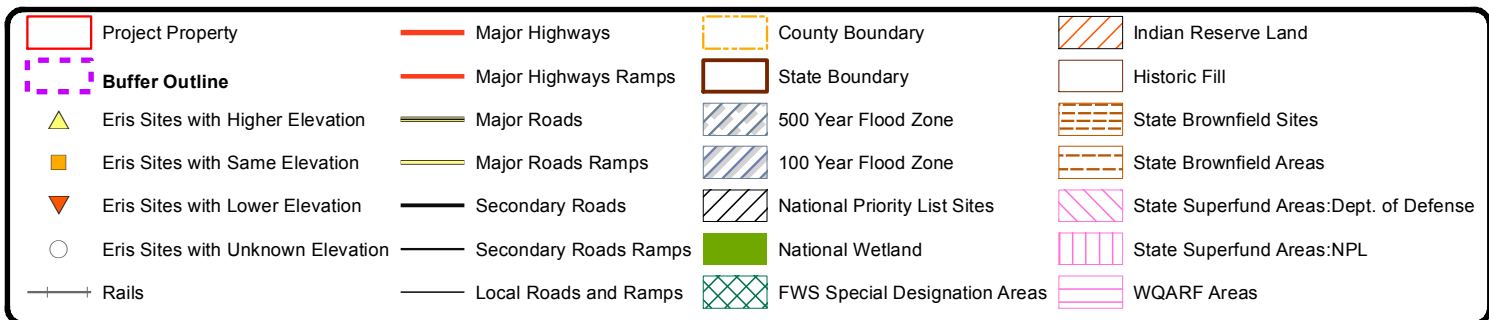 Project Property
Buffer Outline
Eris Sites with Higher Elevation
Eris Sites with Same Elevation
Eris Sites with Lower Elevation
Eris Sites with Unknown Elevation
Rails
Major Highways
Major Highways Ramps
Major Roads
Major Roads Ramps
Secondary Roads
Secondary Roads Ramps
Local Roads and Ramps
County Boundary
State Boundary
500 Year Flood Zone
100 Year Flood Zone
National Priority List Sites
National Wetland
FWS Special Designation Areas
Indian Reserve Land
Historic Fill
State Brownfield Sites
State Brownfield Areas
State Superfund Areas:Dept. of Defense
State Superfund Areas:NPL
WQARF Areas